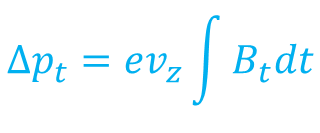 Δp_t = ev_z ∫ B_t dt